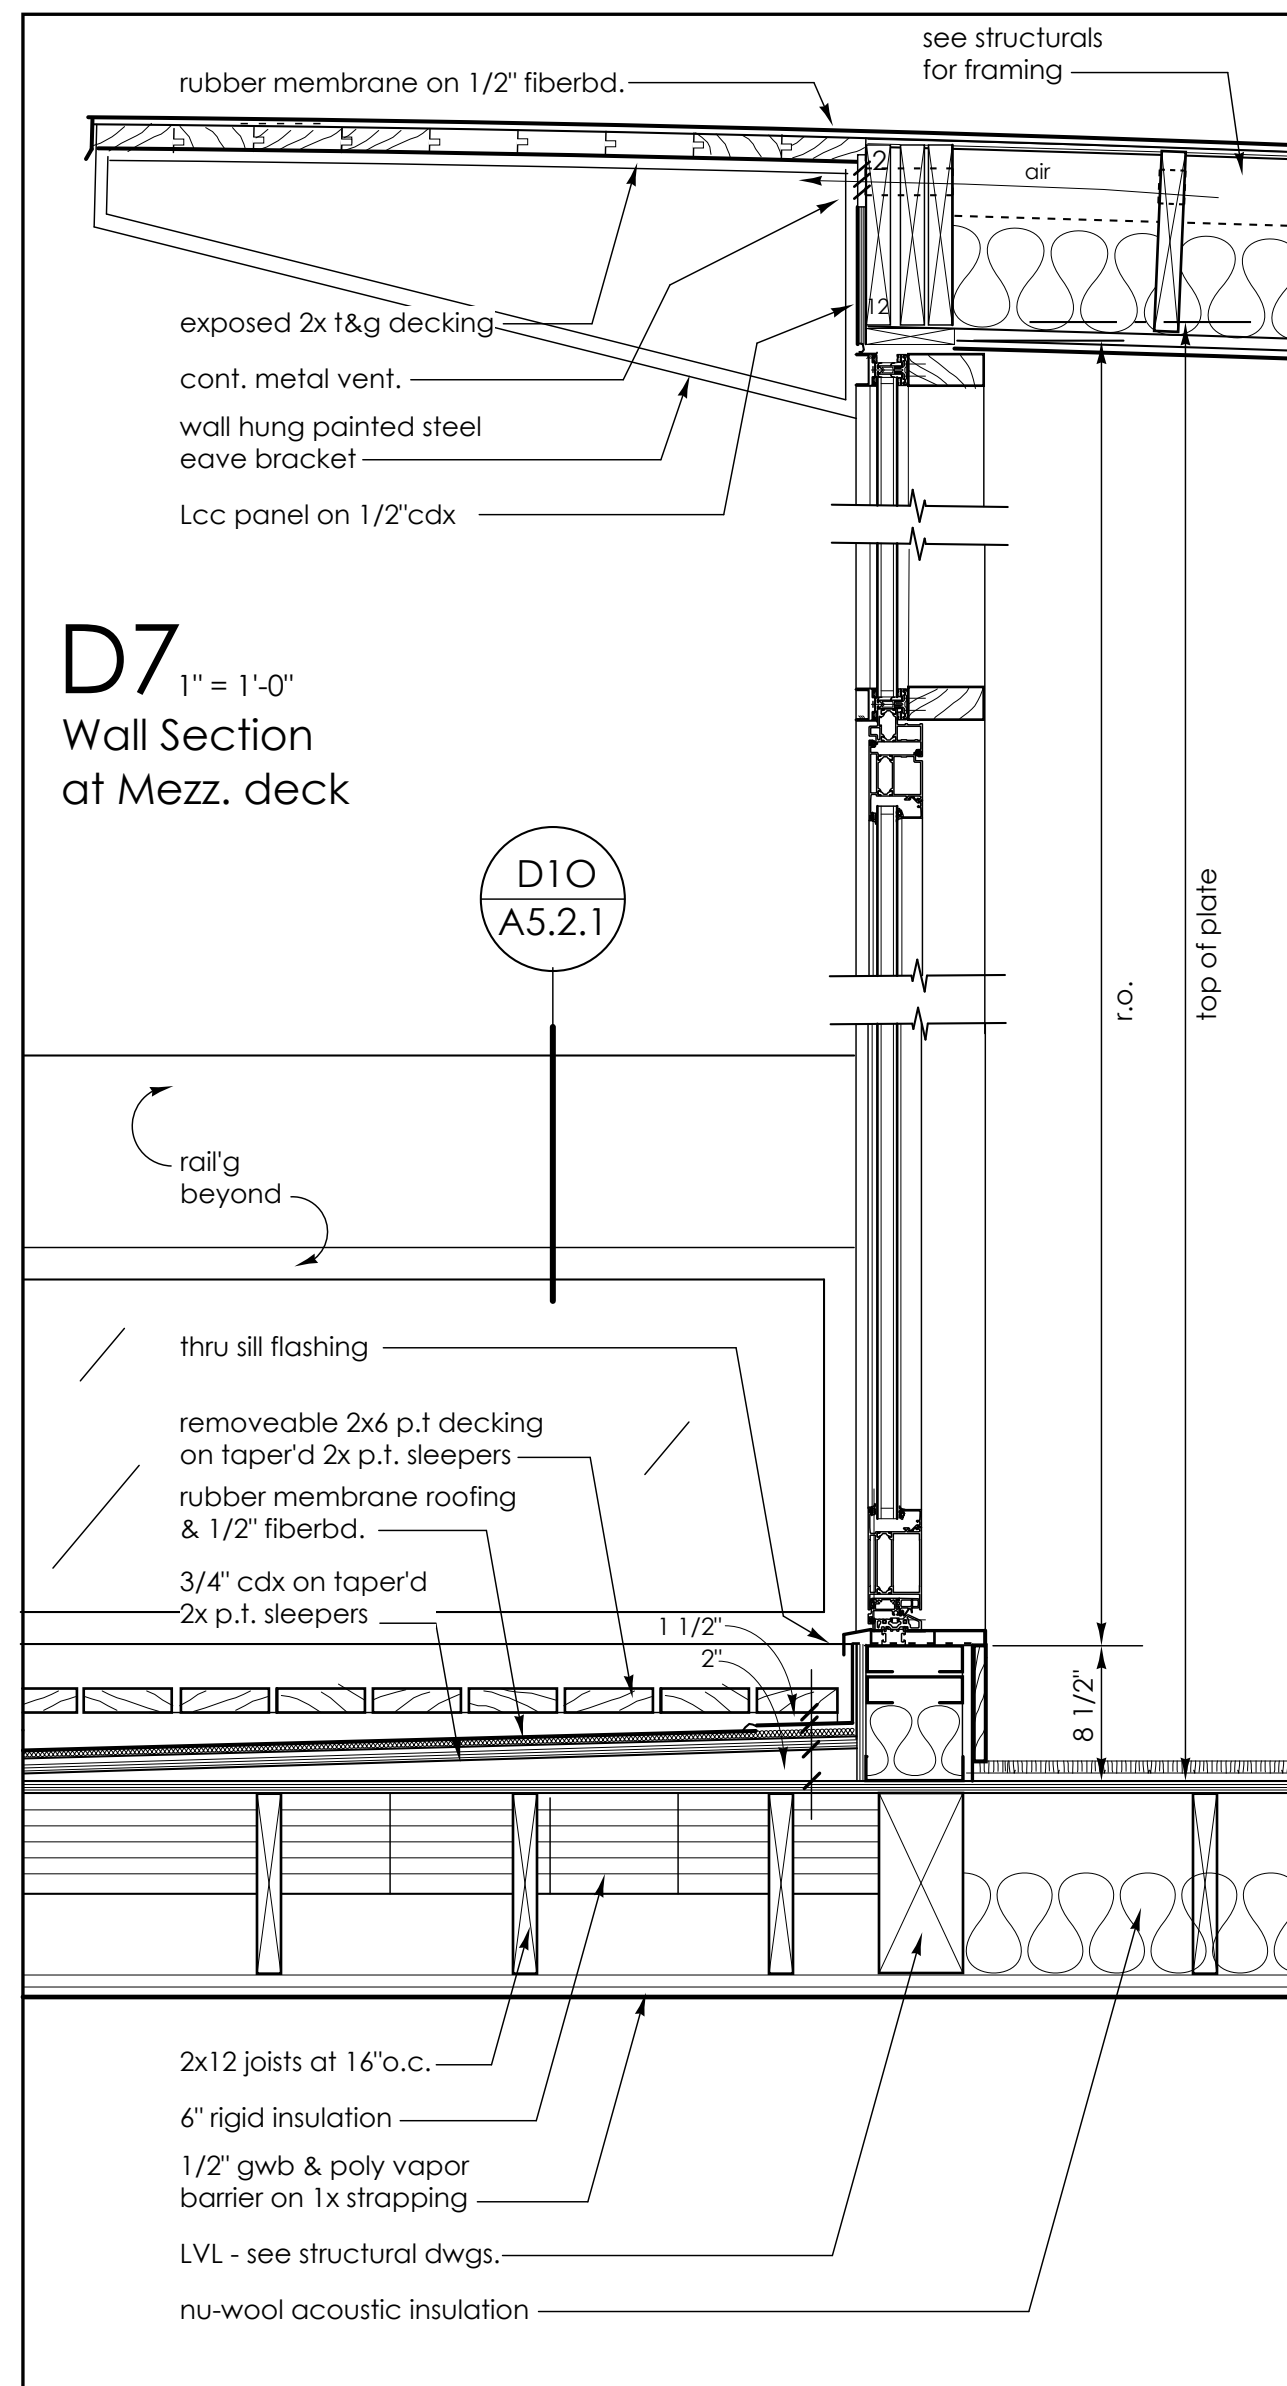 see structurals
for framing
rubber membrane on 1/2" fiberbd.
2
air
12
exposed 2x t&g decking
cont. metal vent.
wall hung painted steel
eave bracket
Lcc panel on 1/2"cdx
D7 1" = 1'-0"
Wall Section
at Mezz. deck
D1O
A5.2.1
r.o.
top of plate
rail'g
beyond
thru sill flashing
removeable 2x6 p.t decking
on taper'd 2x p.t. sleepers
rubber membrane roofing
& 1/2" fiberbd.
3/4" cdx on taper'd
2x p.t. sleepers
1 1/2"
2"
8 1/2"
2x12 joists at 16"o.c.
6" rigid insulation
1/2" gwb & poly vapor
barrier on 1x strapping
LVL - see structural dwgs.
nu-wool acoustic insulation